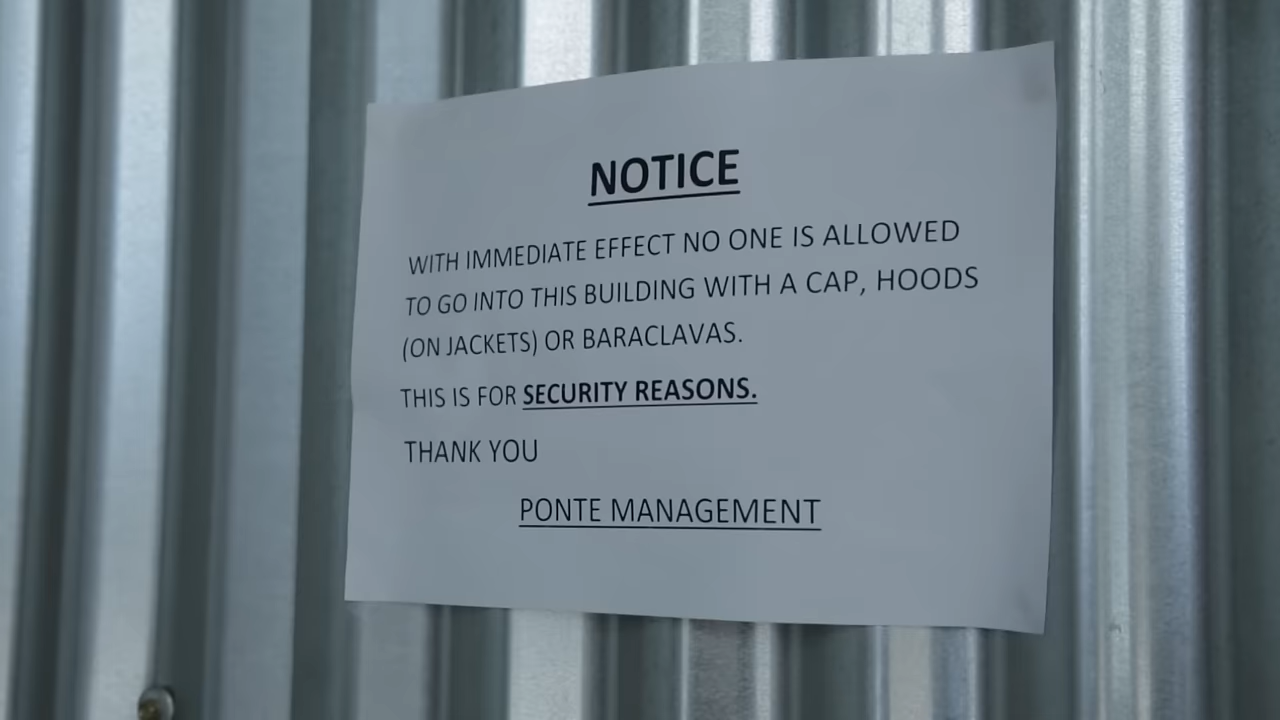 NOTICE
WITH IMMEDIATE EFFECT NO ONE IS ALLOWED
TO GO INTO THIS BUILDING WITH A CAP, HOODS
(ON JACKETS) OR BARACLAVAS.
THIS IS FOR SECURITY REASONS.
THANK YOU
PONTE MANAGEMENT